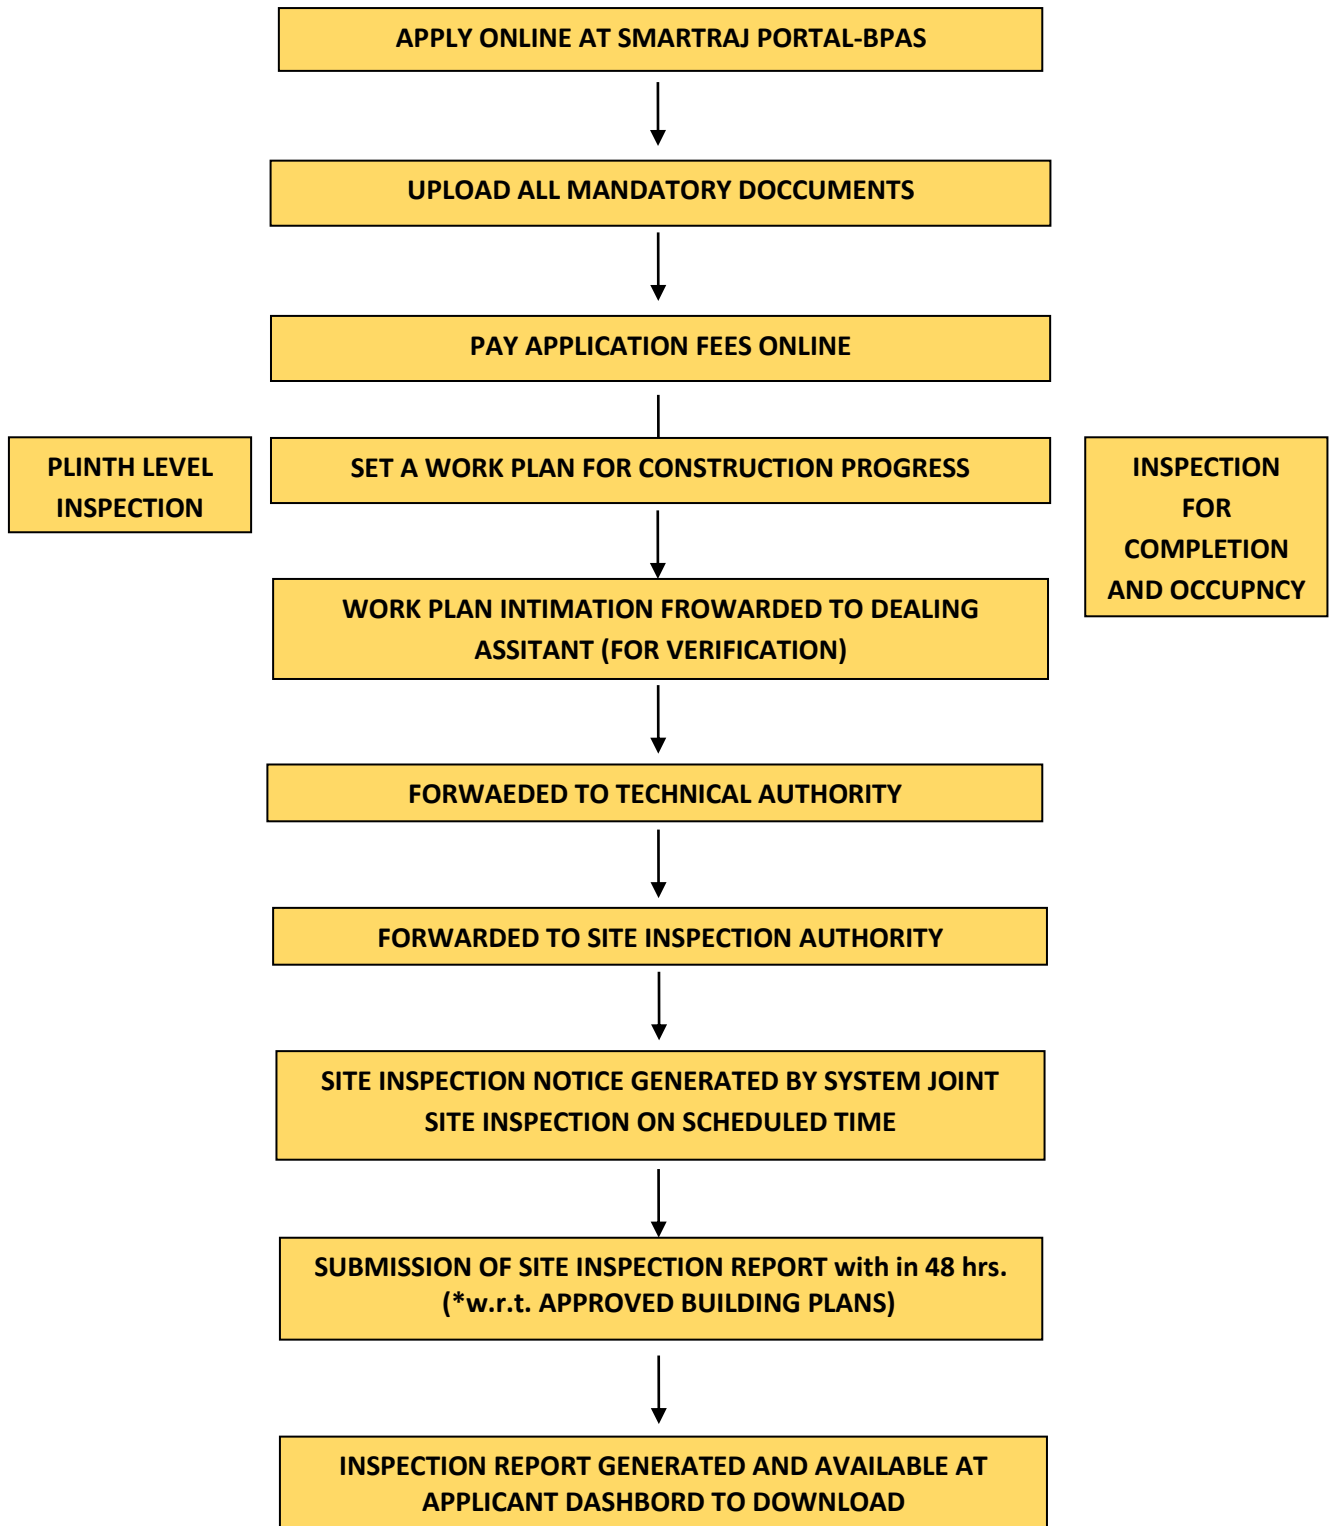 APPLY ONLINE AT SMARTRAJ PORTAL-BPAS
UPLOAD ALL MANDATORY DOCCUMENTS
PAY APPLICATION FEES ONLINE
PLINTH LEVEL
INSPECTION
SET A WORK PLAN FOR CONSTRUCTION PROGRESS
INSPECTION
FOR
COMPLETION
AND OCCUPNCY
WORK PLAN INTIMATION FROWARDED TO DEALING
ASSITANT (FOR VERIFICATION)
FORWAEDED TO TECHNICAL AUTHORITY
FORWARDED TO SITE INSPECTION AUTHORITY
SITE INSPECTION NOTICE GENERATED BY SYSTEM JOINT
SITE INSPECTION ON SCHEDULED TIME
SUBMISSION OF SITE INSPECTION REPORT with in 48 hrs.
(*w.r.t. APPROVED BUILDING PLANS)
INSPECTION REPORT GENERATED AND AVAILABLE AT
APPLICANT DASHBORD TO DOWNLOAD